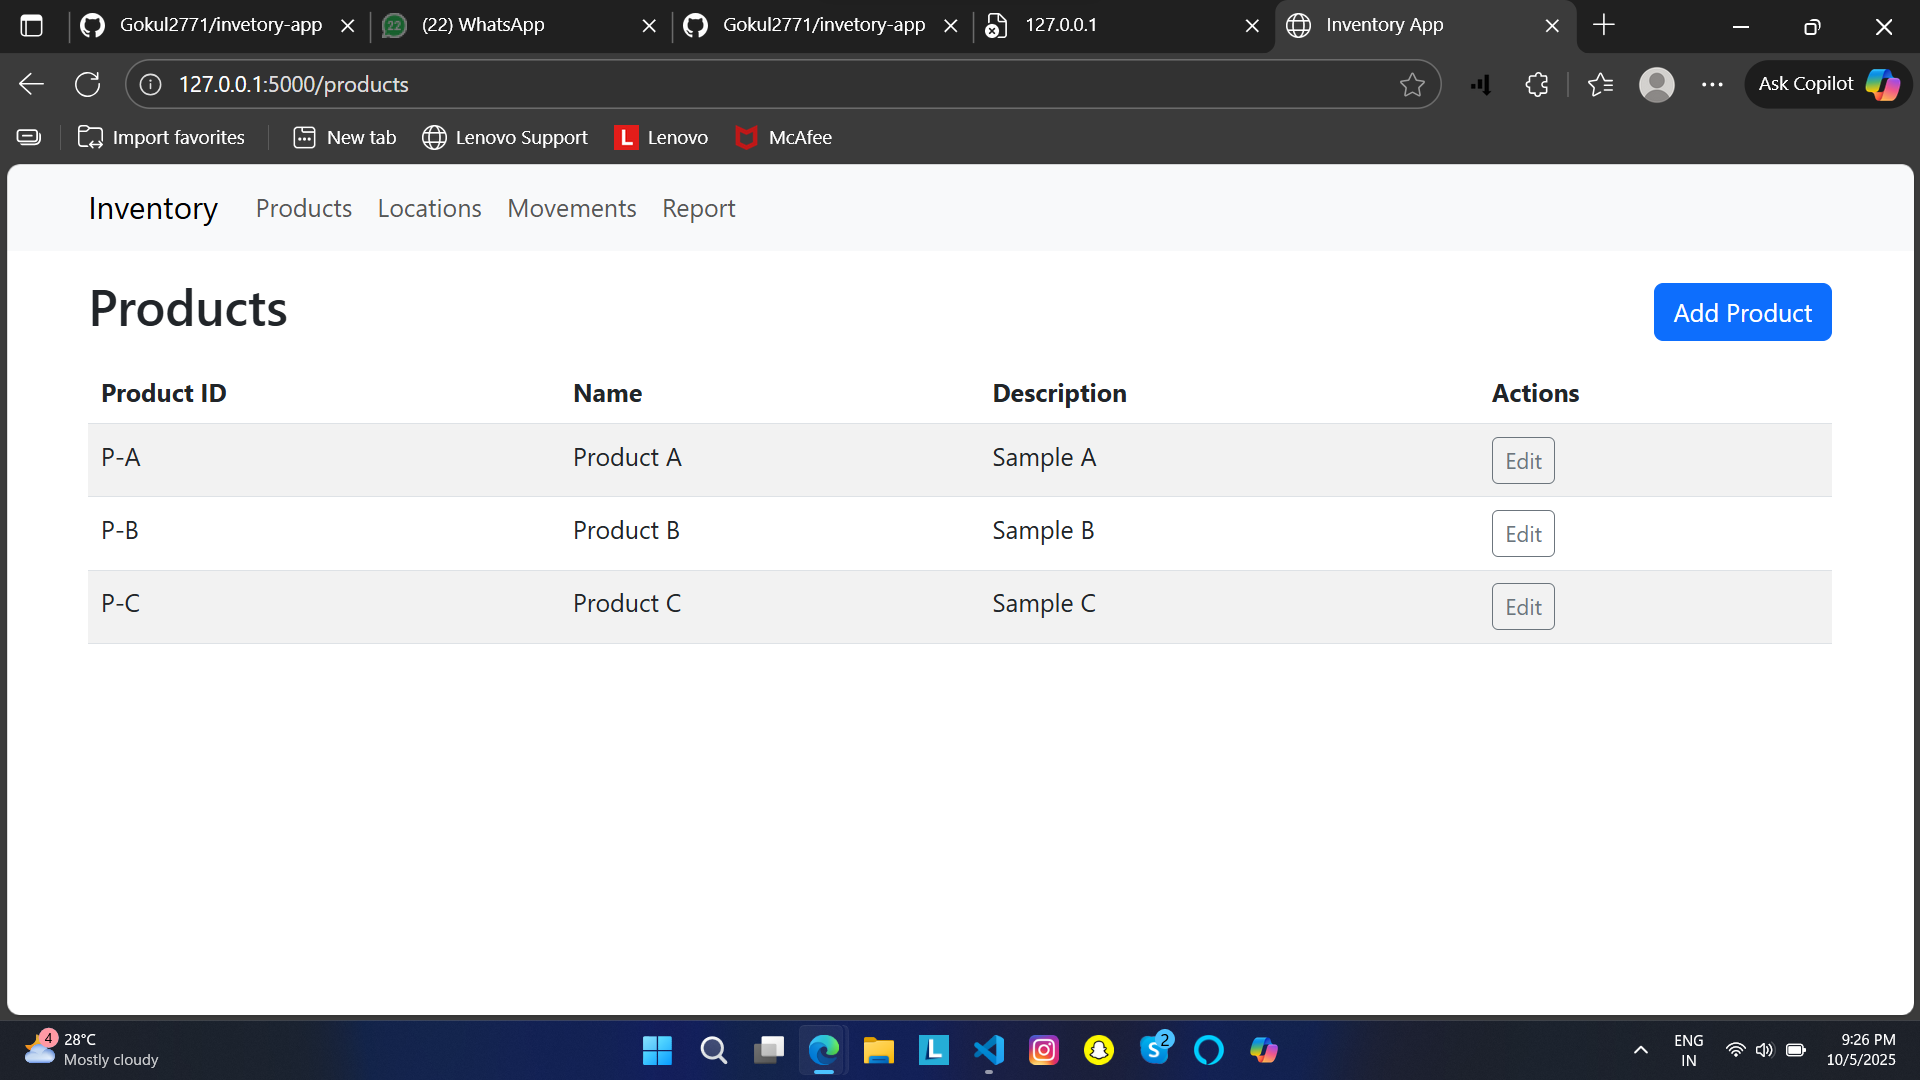 Gokul2771/invetory-app
22 (22) WhatsApp
Gokul2771/invetory-app
127.0.0.1
Inventory App
127.0.0.1:5000/products
Ask Copilot
Import favorites
New tab
Lenovo Support
L Lenovo
McAfee
Inventory Products Locations Movements Report
Products
Add Product
Product ID Name Description Actions
P-A Product A Sample A Edit
P-B Product B Sample B Edit
P-C Product C Sample C Edit
4 28°C
Mostly cloudy
L
S 2
ENG
IN
9:26 PM
10/5/2025